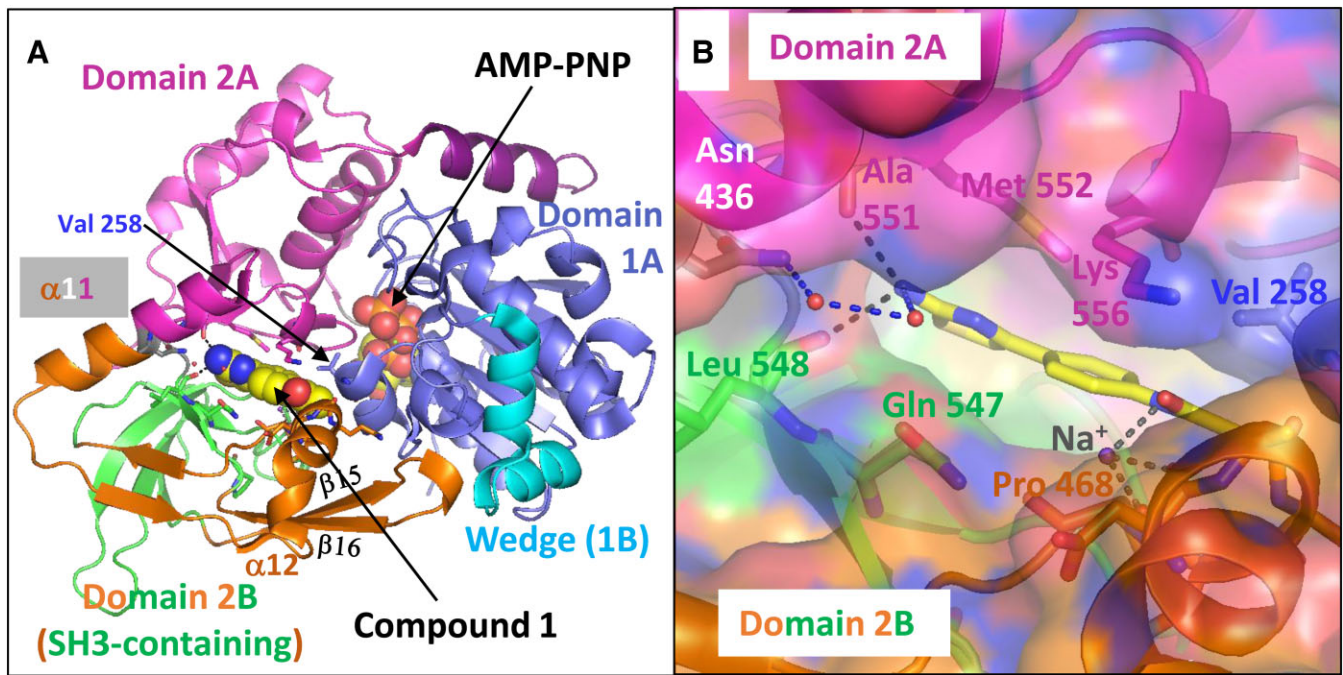 A
Domain 2A
AMP-PNP
Val 258
Domain
1A
α11
β15
β16
α12
Wedge (1B)
Domain 2B
(SH3-containing)
Compound 1
B
Domain 2A
Asn
436
Ala
551
Met 552
Lys
556
Val 258
Leu 548
Gln 547
Na⁺
Pro 468
Domain 2B